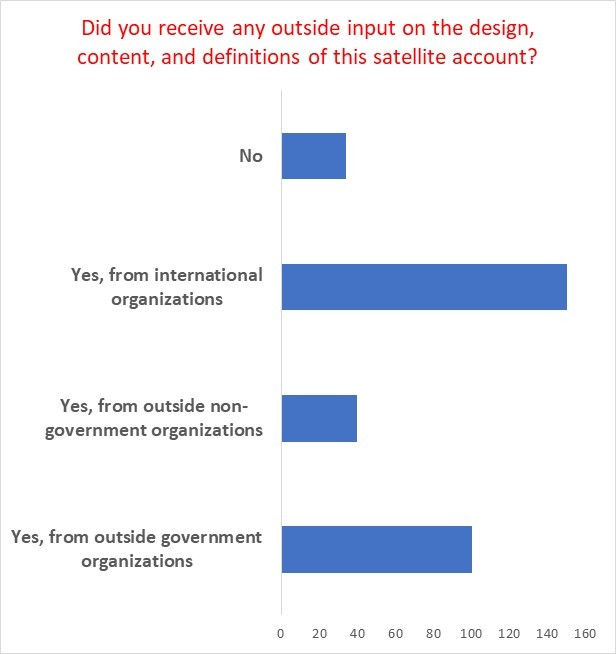 Did you receive any outside input on the design,
content, and definitions of this satellite account?
No
Yes, from international
organizations
Yes, from outside non-
government organizations
Yes, from outside government
organizations
0 20 40 60 80 100 120 140 160